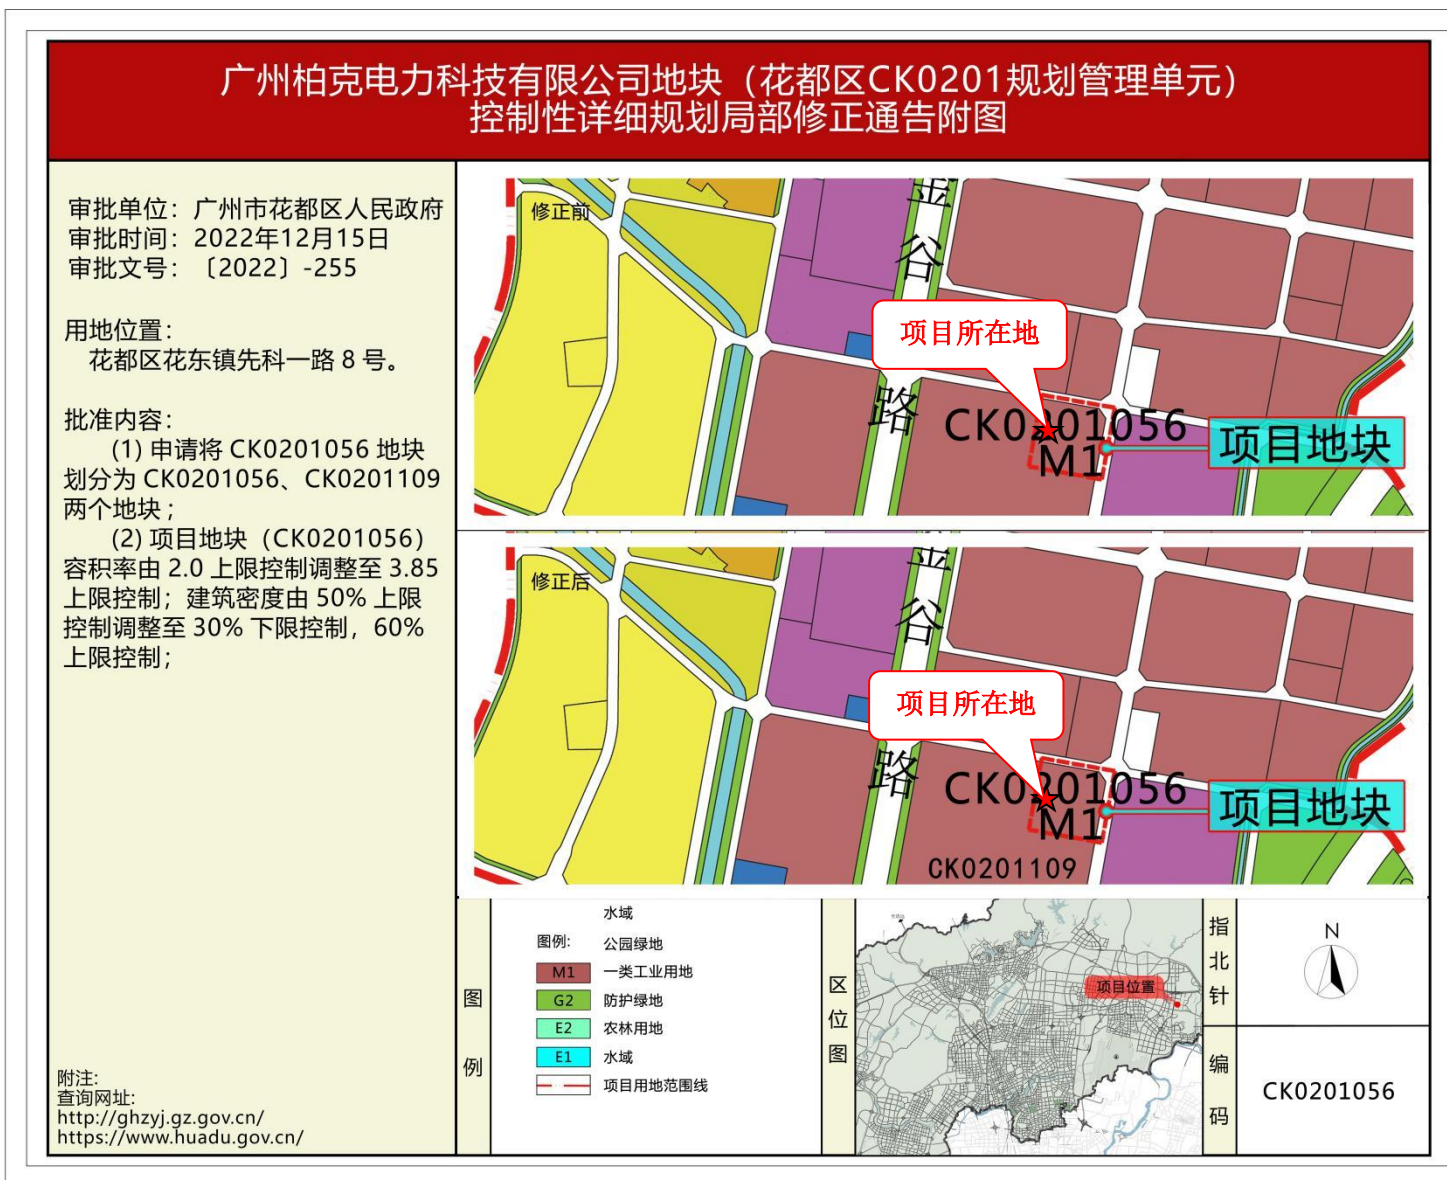 广州柏克电力科技有限公司地块（花都区CK0201规划管理单元）
控制性详细规划局部修正通告附图
审批单位：广州市花都区人民政府
审批时间：2022年12月15日
审批文号：〔2022〕-255
用地位置：
花都区花东镇先科一路 8 号。
批准内容：
(1) 申请将 CK0201056 地块
划分为 CK0201056、CK0201109
两个地块；
(2) 项目地块（CK0201056）
容积率由 2.0 上限控制调整至 3.85
上限控制；建筑密度由 50% 上限
控制调整至 30% 下限控制，60%
上限控制；
附注：
查询网址：
http://ghzyj.gz.gov.cn/
https://www.huadu.gov.cn/
修正前
金
谷
路
项目所在地
CK0201056
M1
项目地块
修正后
金
谷
路
项目所在地
CK0201056
M1
项目地块
CK0201109
图例
水域
图例：
公园绿地
M1 一类工业用地
G2 防护绿地
E2 农林用地
E1 水域
项目用地范围线
区位图
项目位置
指北针
N
编码
CK0201056